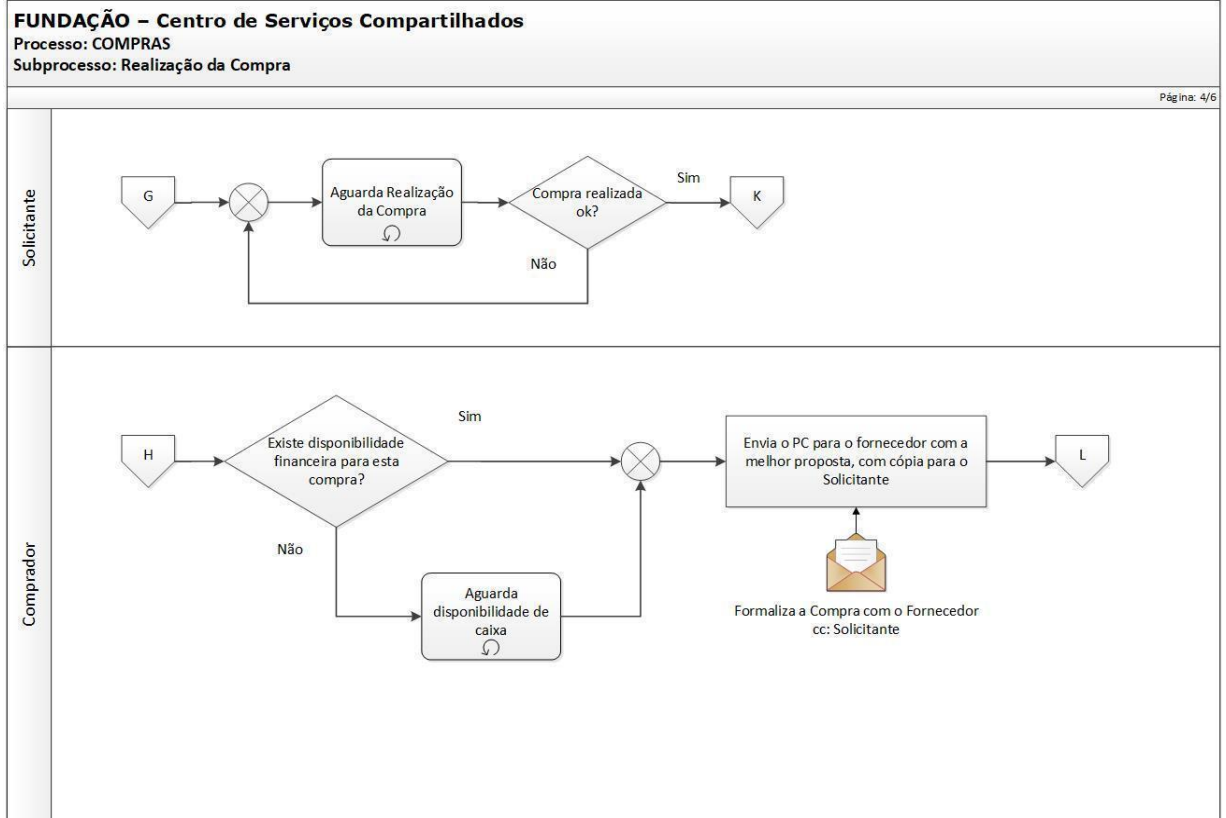 FUNDAÇÃO – Centro de Serviços Compartilhados
Processo: COMPRAS
Subprocesso: Realização da Compra
Página: 4/6
Solicitante
G
Aguarda Realização
da Compra
Compra realizada
ok?
Sim
K
Não
Comprador
H
Existe disponibilidade
financeira para esta
compra?
Sim
Não
Aguarda
disponibilidade de
caixa
Envia o PC para o fornecedor com a
melhor proposta, com cópia para o
Solicitante
L
Formaliza a Compra com o Fornecedor
cc: Solicitante